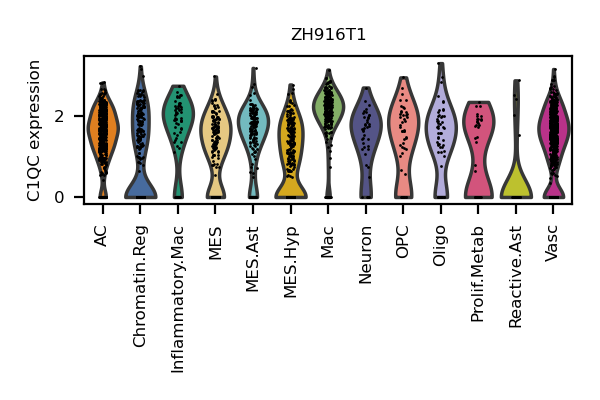 ZH916T1
C1QC expression
2
0
AC
Chromatin.Reg
Inflammatory.Mac
MES
MES.Ast
MES.Hyp
Mac
Neuron
OPC
Oligo
Prolif.Metab
Reactive.Ast
Vasc